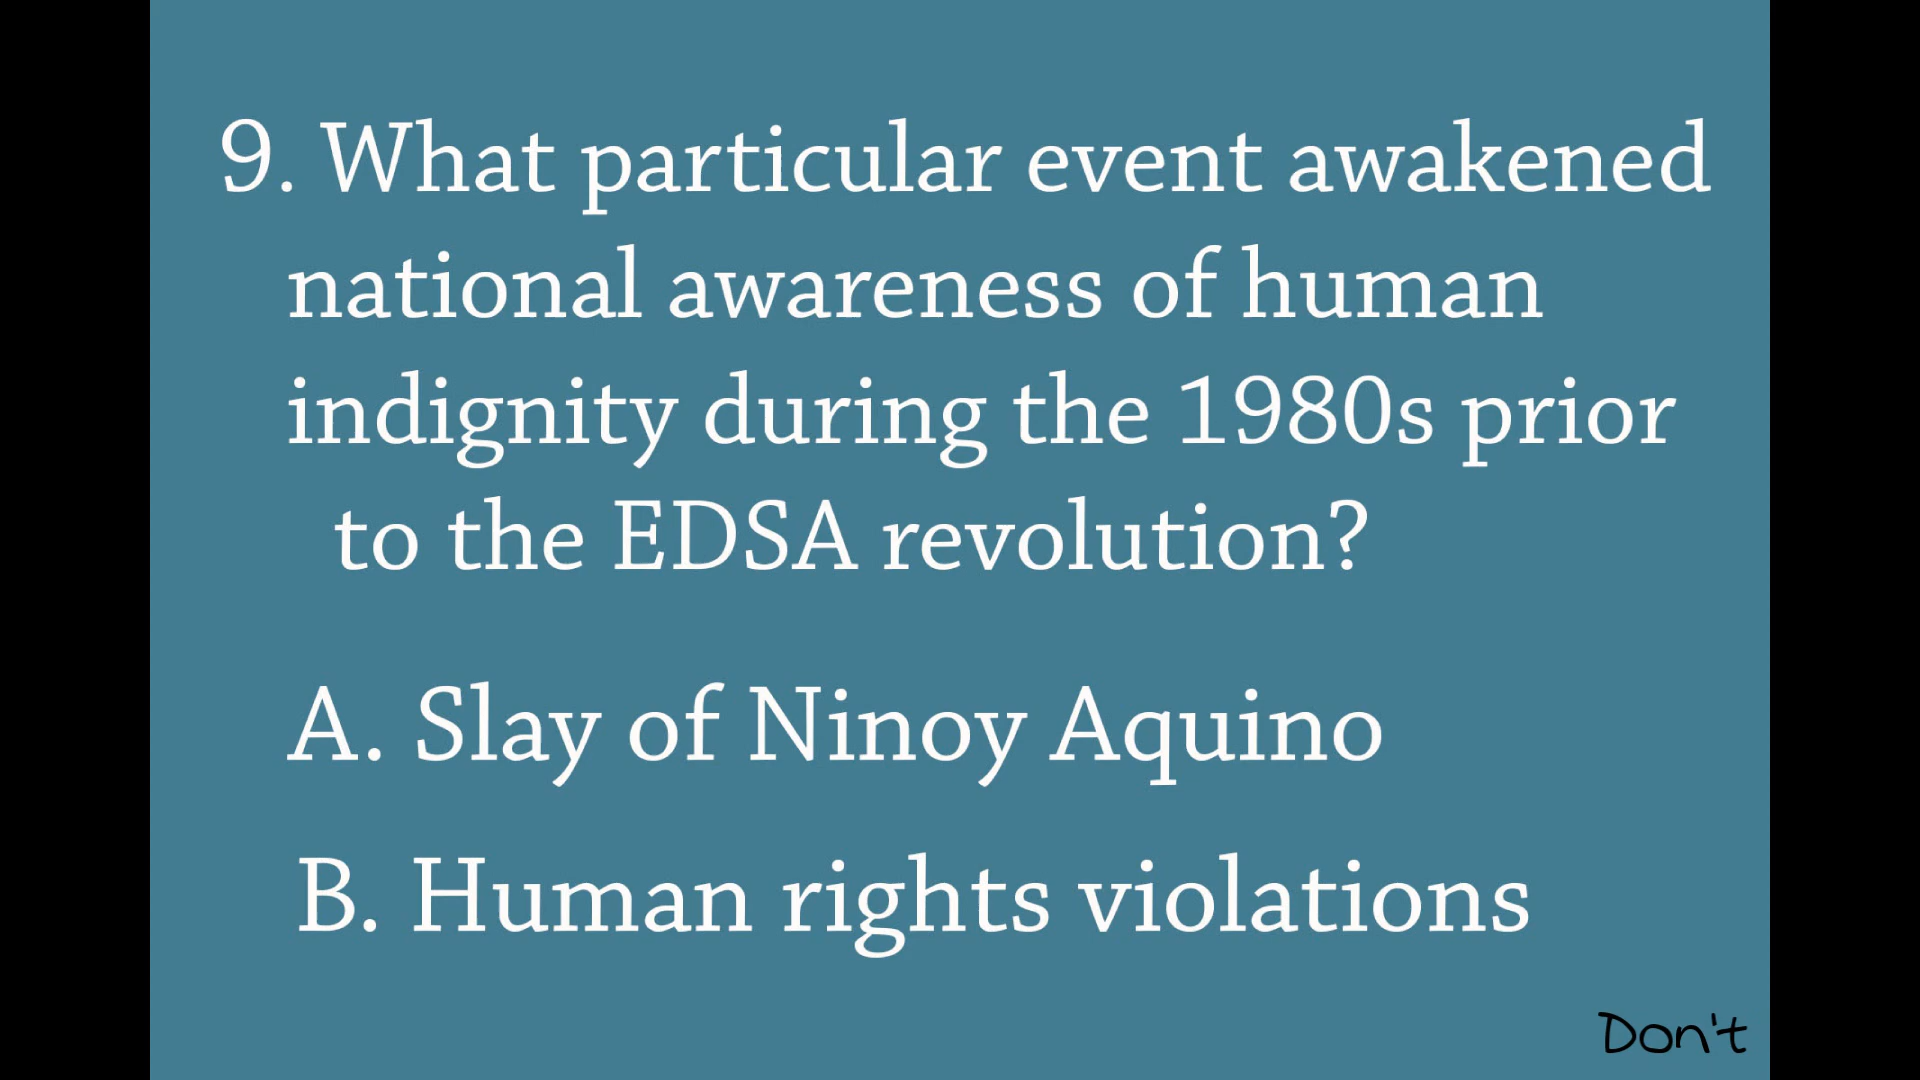 9. What particular event awakened
national awareness of human
indignity during the 1980s prior
to the EDSA revolution?
A. Slay of Ninoy Aquino
B. Human rights violations
Don't